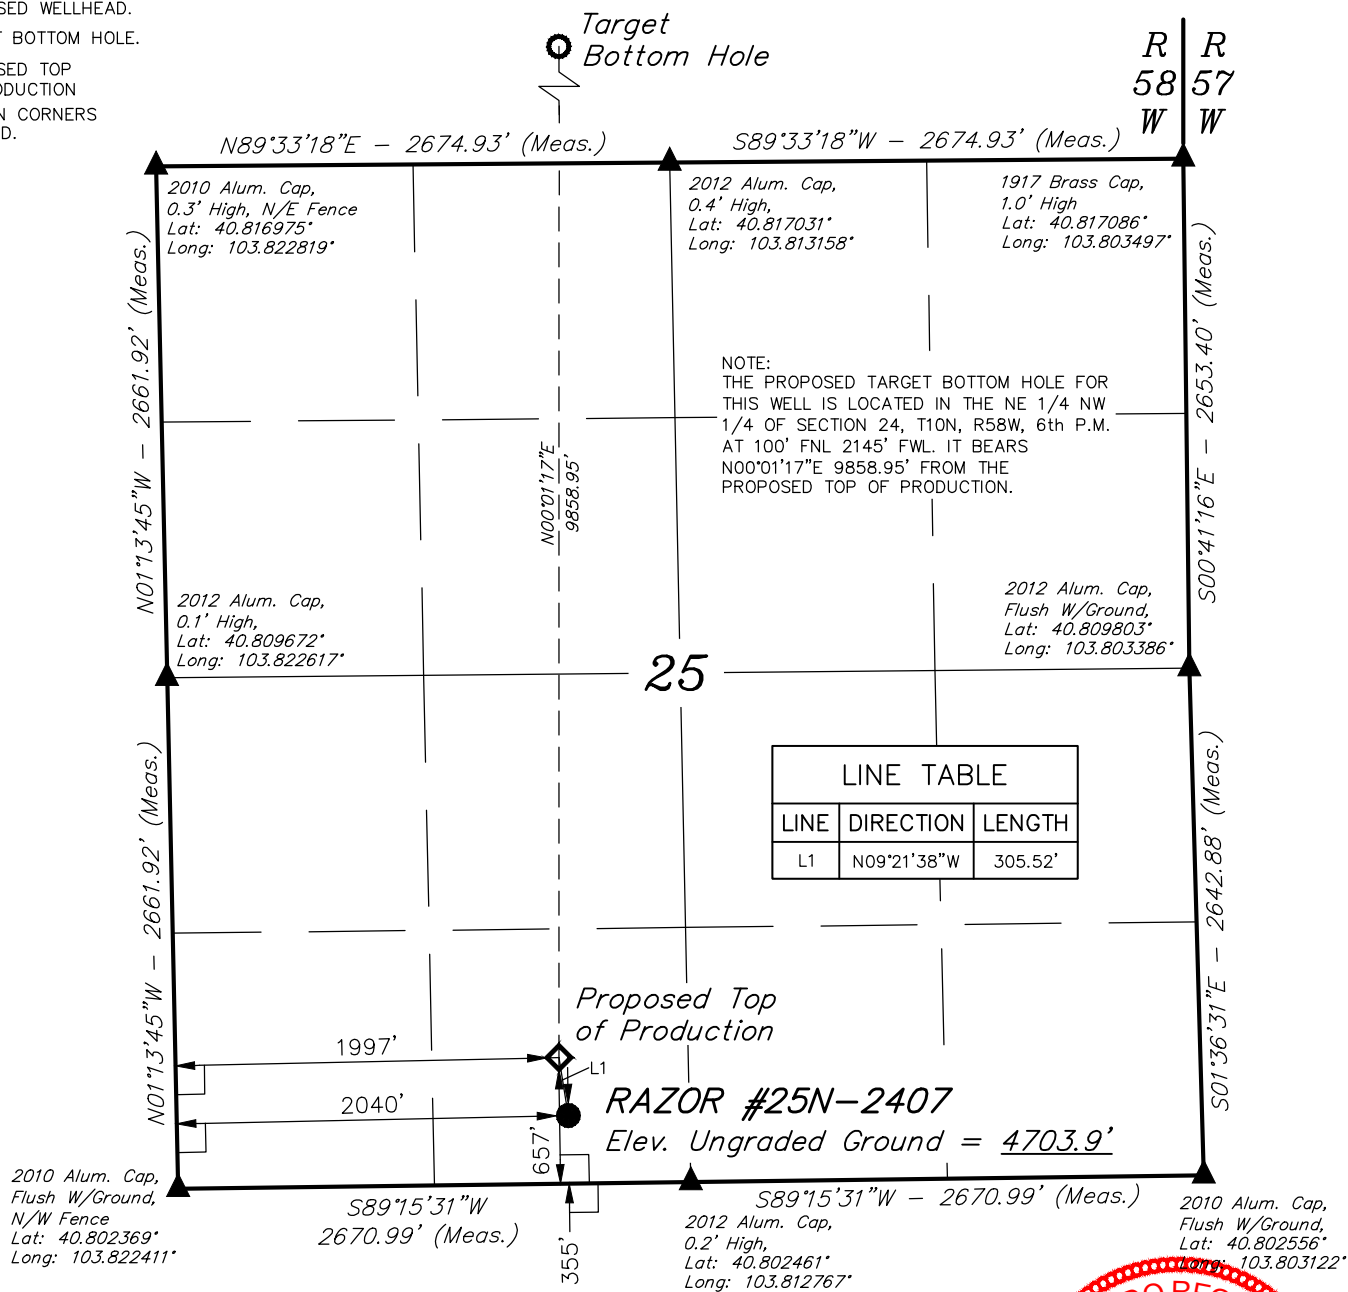 SED WELLHEAD.
T BOTTOM HOLE.
SED TOP
ODUCTION
N CORNERS
D.
Target
Bottom Hole
R R
58 57
W W
N89°33'18"E - 2674.93' (Meas.)
S89°33'18"W - 2674.93' (Meas.)
2010 Alum. Cap,
0.3' High, N/E Fence
Lat: 40.816975°
Long: 103.822819°
2012 Alum. Cap,
0.4' High,
Lat: 40.817031°
Long: 103.813158°
1917 Brass Cap,
1.0' High
Lat: 40.817086°
Long: 103.803497°
N01°13'45"W - 2661.92' (Meas.)
S00°41'16"E - 2653.40' (Meas.)
NOTE:
THE PROPOSED TARGET BOTTOM HOLE FOR
THIS WELL IS LOCATED IN THE NE 1/4 NW
1/4 OF SECTION 24, T10N, R58W, 6th P.M.
AT 100' FNL 2145' FWL. IT BEARS
N00°01'17"E 9858.95' FROM THE
PROPOSED TOP OF PRODUCTION.
N00°01'17"E
9858.95'
2012 Alum. Cap,
0.1' High,
Lat: 40.809672°
Long: 103.822617°
2012 Alum. Cap,
Flush W/Ground,
Lat: 40.809803°
Long: 103.803386°
25
LINE TABLE
LINE DIRECTION LENGTH
L1 N09°21'38"W 305.52'
N01°13'45"W - 2661.92' (Meas.)
S01°36'31"E - 2642.88' (Meas.)
Proposed Top
of Production
1997'
L1
2040'
RAZOR #25N-2407
Elev. Ungraded Ground = 4703.9'
657'
2010 Alum. Cap,
Flush W/Ground,
N/W Fence
Lat: 40.802369°
Long: 103.822411°
S89°15'31"W
2670.99' (Meas.)
355'
S89°15'31"W - 2670.99' (Meas.)
2012 Alum. Cap,
0.2' High,
Lat: 40.802461°
Long: 103.812767°
2010 Alum. Cap,
Flush W/Ground,
Lat: 40.802556°
Long: 103.803122°